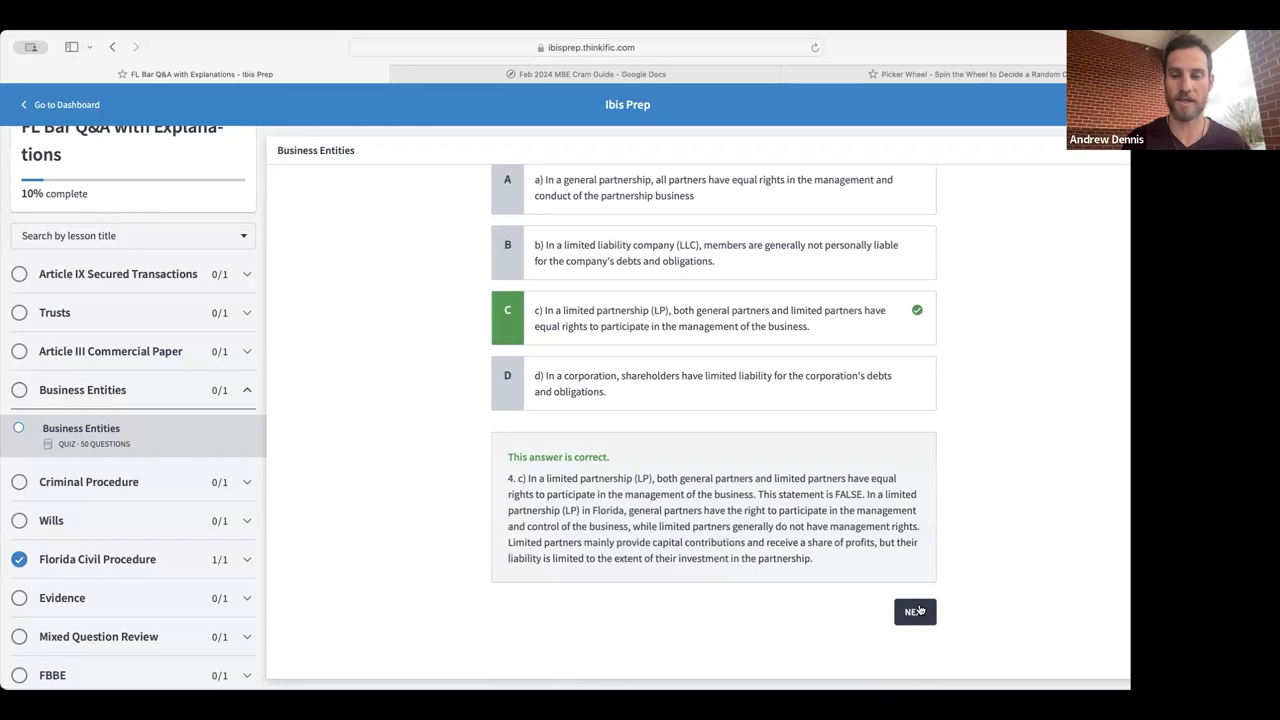 ibisprep.thinkific.com
FL Bar Q&A with Explanations - Ibis Prep
Feb 2024 MBE Cram Guide - Google Docs
Picker Wheel - Spin the Wheel to Decide a Random
Go to Dashboard
Ibis Prep
Andrew Dennis
FL Bar Q&A with Explana-
tions
10% complete
Search by lesson title
Article IX Secured Transactions 0/1
Trusts 0/1
Article III Commercial Paper 0/1
Business Entities 0/1
Business Entities
QUIZ · 50 QUESTIONS
Criminal Procedure 0/1
Wills 0/1
Florida Civil Procedure 1/1
Evidence 0/1
Mixed Question Review 0/1
FBBE 0/1
Business Entities
A
a) In a general partnership, all partners have equal rights in the management and
conduct of the partnership business
B
b) In a limited liability company (LLC), members are generally not personally liable
for the company's debts and obligations.
C
c) In a limited partnership (LP), both general partners and limited partners have
equal rights to participate in the management of the business.
D
d) In a corporation, shareholders have limited liability for the corporation's debts
and obligations.
This answer is correct.
4. c) In a limited partnership (LP), both general partners and limited partners have equal
rights to participate in the management of the business. This statement is FALSE. In a limited
partnership (LP) in Florida, general partners have the right to participate in the management
and control of the business, while limited partners generally do not have management rights.
Limited partners mainly provide capital contributions and receive a share of profits, but their
liability is limited to the extent of their investment in the partnership.
NEXT